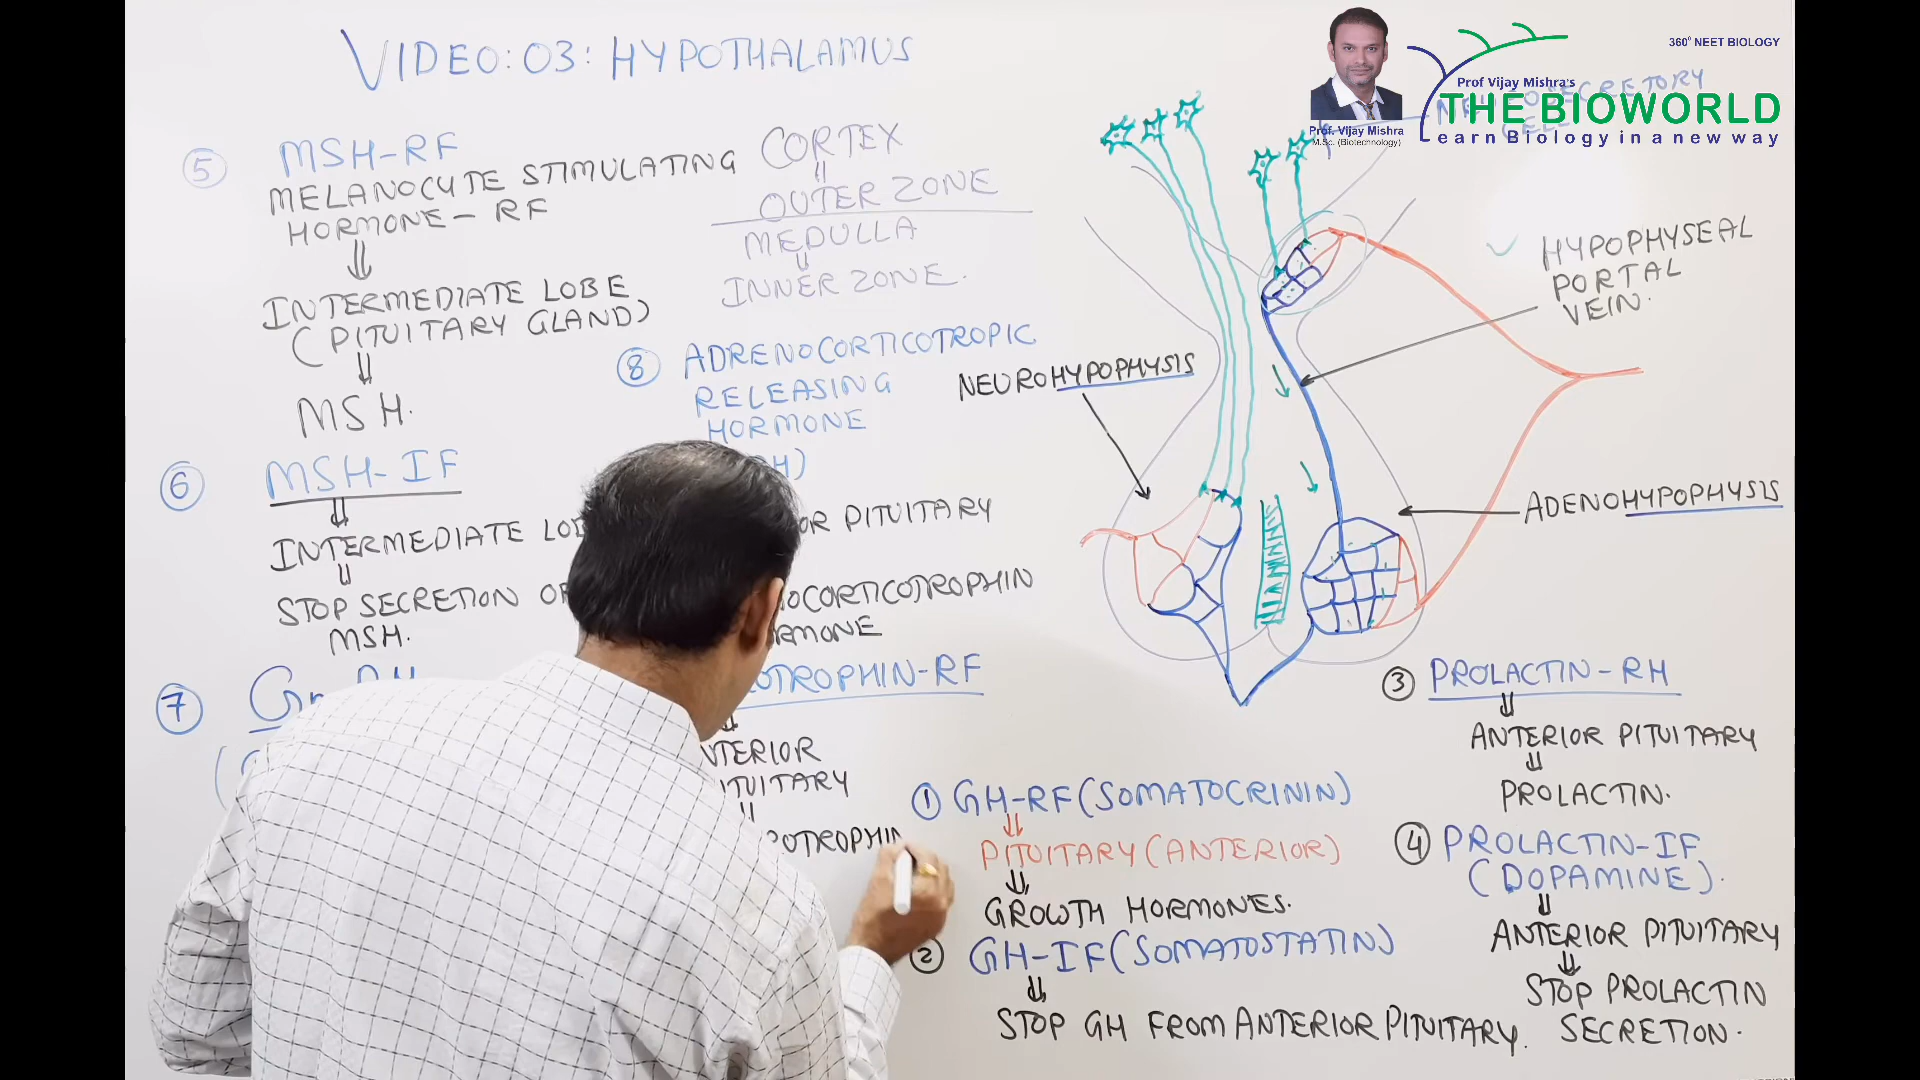 VIDEO: 03: HYPOTHALAMUS
360° NEET BIOLOGY
Prof Vijay Mishra's
THE BIOWORLD
Learn Biology in a new way
Prof. Vijay Mishra
M.Sc. (Biotechnology)
5
MSH-RF
MELANOCYTE STIMULATING
HORMONE - RF
INTERMEDIATE LOBE
(PITUITARY GLAND)
MSH.
6
MSH-IF
INTERMEDIATE
STOP SECRETION
MSH.
7
CORTEX
OUTER ZONE
MEDULLA
INNER ZONE.
8
ADRENOCORTICOTROPIC
RELEASING
HORMONE
PITUITARY
-RF
NEUROHYPOPHYSIS
HYPOPHYSEAL
PORTAL
VEIN.
ADENOHYPOPHYSIS
1 GH-RF (SOMATOCRININ)
PITUITARY (ANTERIOR)
GROWTH HORMONES.
2 GH-IF (SOMATOSTATIN)
STOP GH FROM ANTERIOR PITUITARY.
3 PROLACTIN-RH
ANTERIOR PITUITARY
PROLACTIN.
4 PROLACTIN-IF
(DOPAMINE).
ANTERIOR PITUITARY
STOP PROLACTIN
SECRETION.